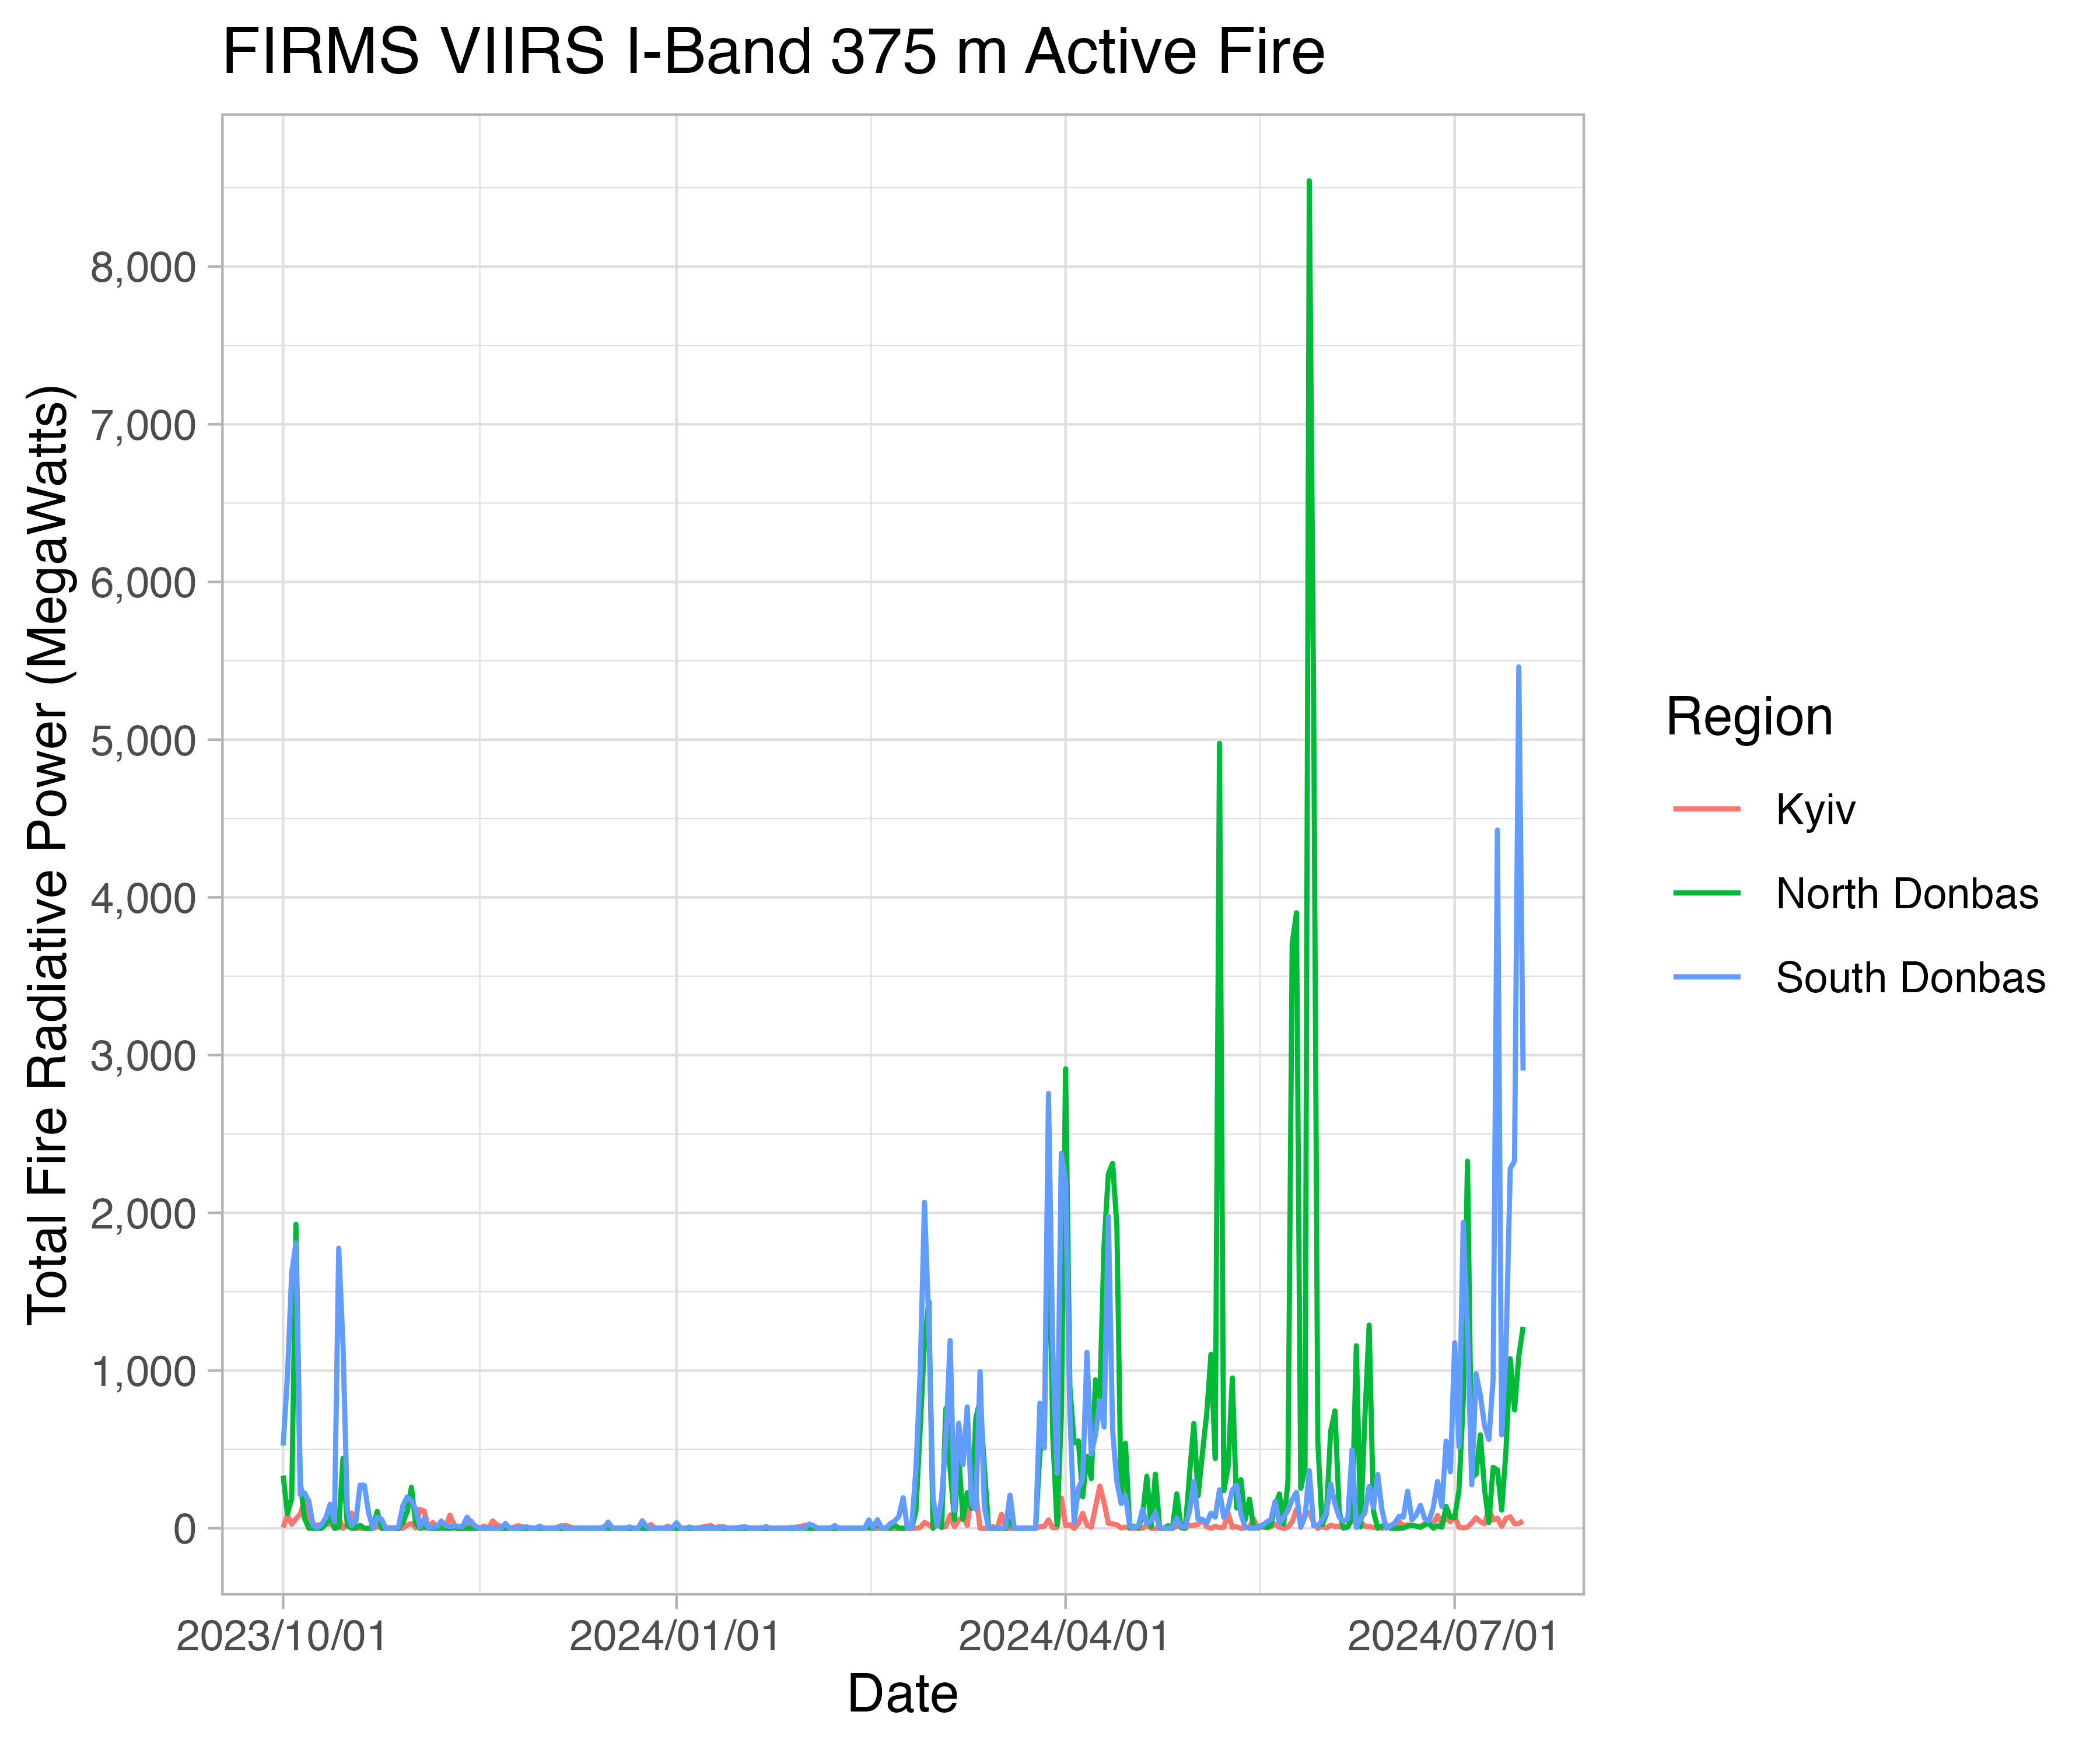 FIRMS VIIRS I-Band 375 m Active Fire
Total Fire Radiative Power (MegaWatts)
8,000
7,000
6,000
5,000
4,000
3,000
2,000
1,000
0
2023/10/01
2024/01/01
2024/04/01
2024/07/01
Date
Region
Kyiv
North Donbas
South Donbas